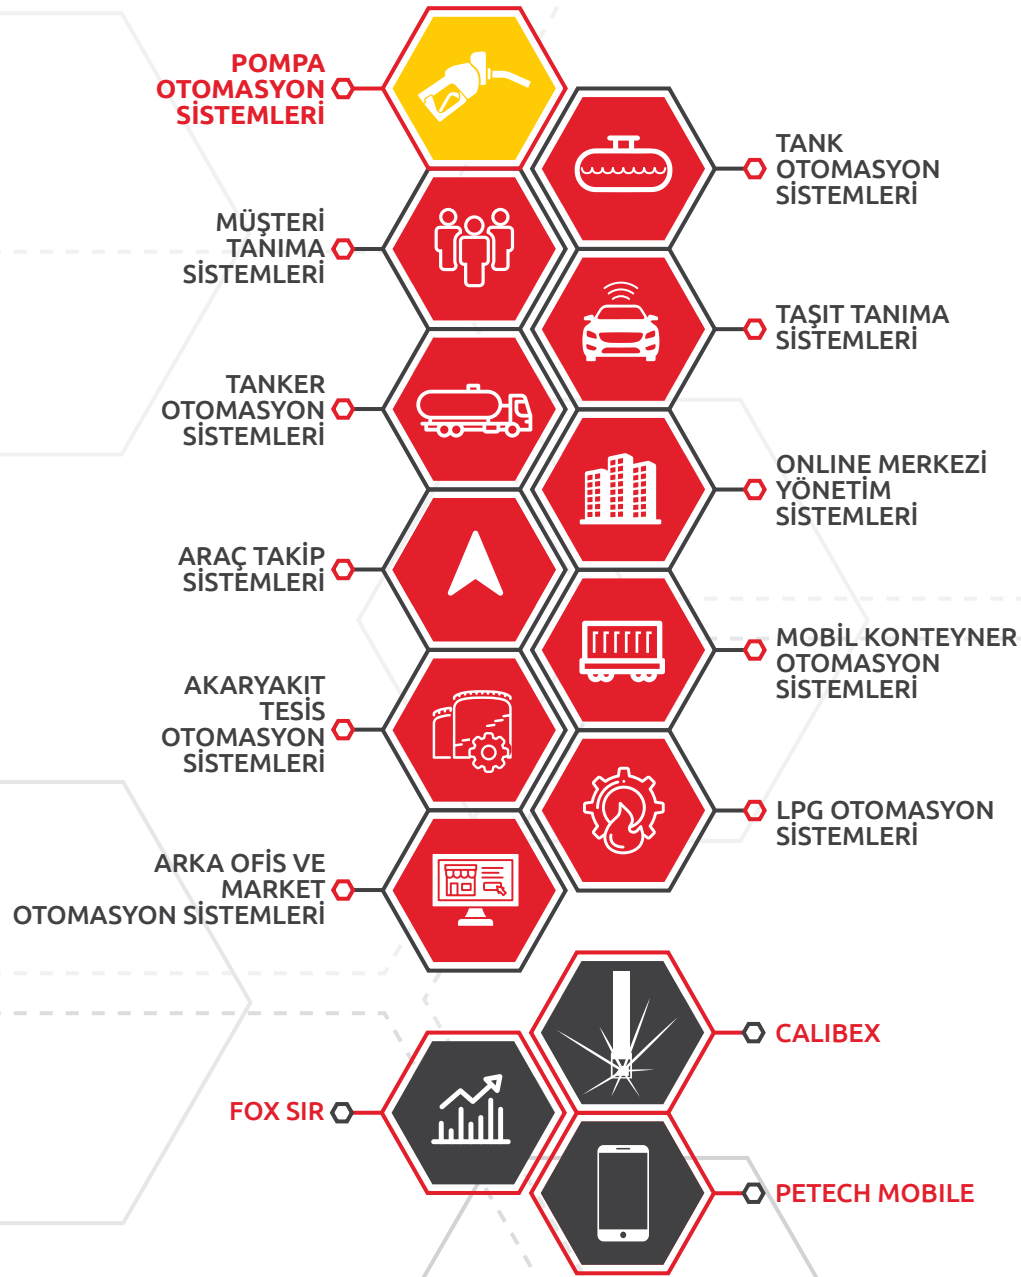 POMPA
OTOMASYON
SİSTEMLERİ
TANK
OTOMASYON
SİSTEMLERİ
MÜŞTERİ
TANIMA
SİSTEMLERİ
TAŞIT TANIMA
SİSTEMLERİ
TANKER
OTOMASYON
SİSTEMLERİ
ONLINE MERKEZİ
YÖNETİM
SİSTEMLERİ
ARAÇ TAKİP
SİSTEMLERİ
MOBİL KONTEYNER
OTOMASYON
SİSTEMLERİ
AKARYAKIT
TESİS
OTOMASYON
SİSTEMLERİ
LPG OTOMASYON
SİSTEMLERİ
ARKA OFİS VE
MARKET
OTOMASYON SİSTEMLERİ
CALIBEX
FOX SIR
PETECH MOBILE